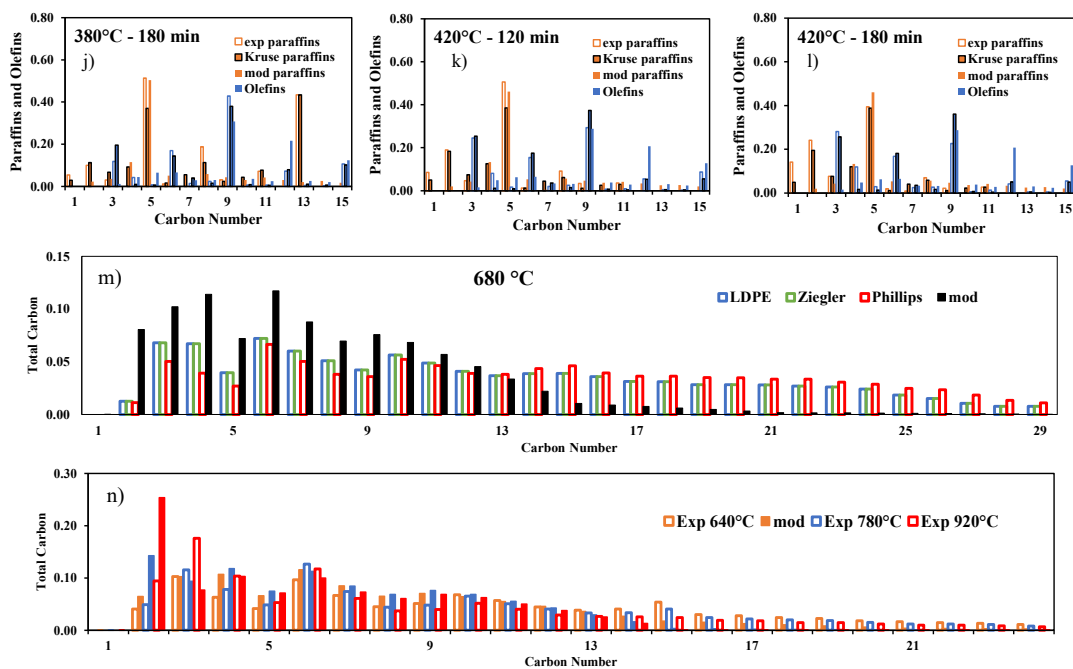 0.80
0.60
0.40
0.20
0.00
Paraffins and Olefins
380°C - 180 min
j)
exp paraffins
Kruse paraffins
mod paraffins
Olefins
1 3 5 7 9 11 13 15
Carbon Number
0.80
0.60
0.40
0.20
0.00
420°C - 120 min
k)
exp paraffins
Kruse paraffins
mod paraffins
Olefins
1 3 5 7 9 11 13 15
Carbon Number
0.80
0.60
0.40
0.20
0.00
420°C - 180 min
l)
exp paraffins
Kruse paraffins
mod paraffins
Olefins
1 3 5 7 9 11 13 15
Carbon Number
0.15
0.10
0.05
0.00
Total Carbon
m)
680 °C
LDPE Ziegler Phillips mod
1 5 9 13 17 21 25 29
Carbon Number
0.30
0.20
0.10
0.00
Total Carbon
n)
Exp 640°C mod Exp 780°C Exp 920°C
1 5 9 13 17 21
Carbon Number